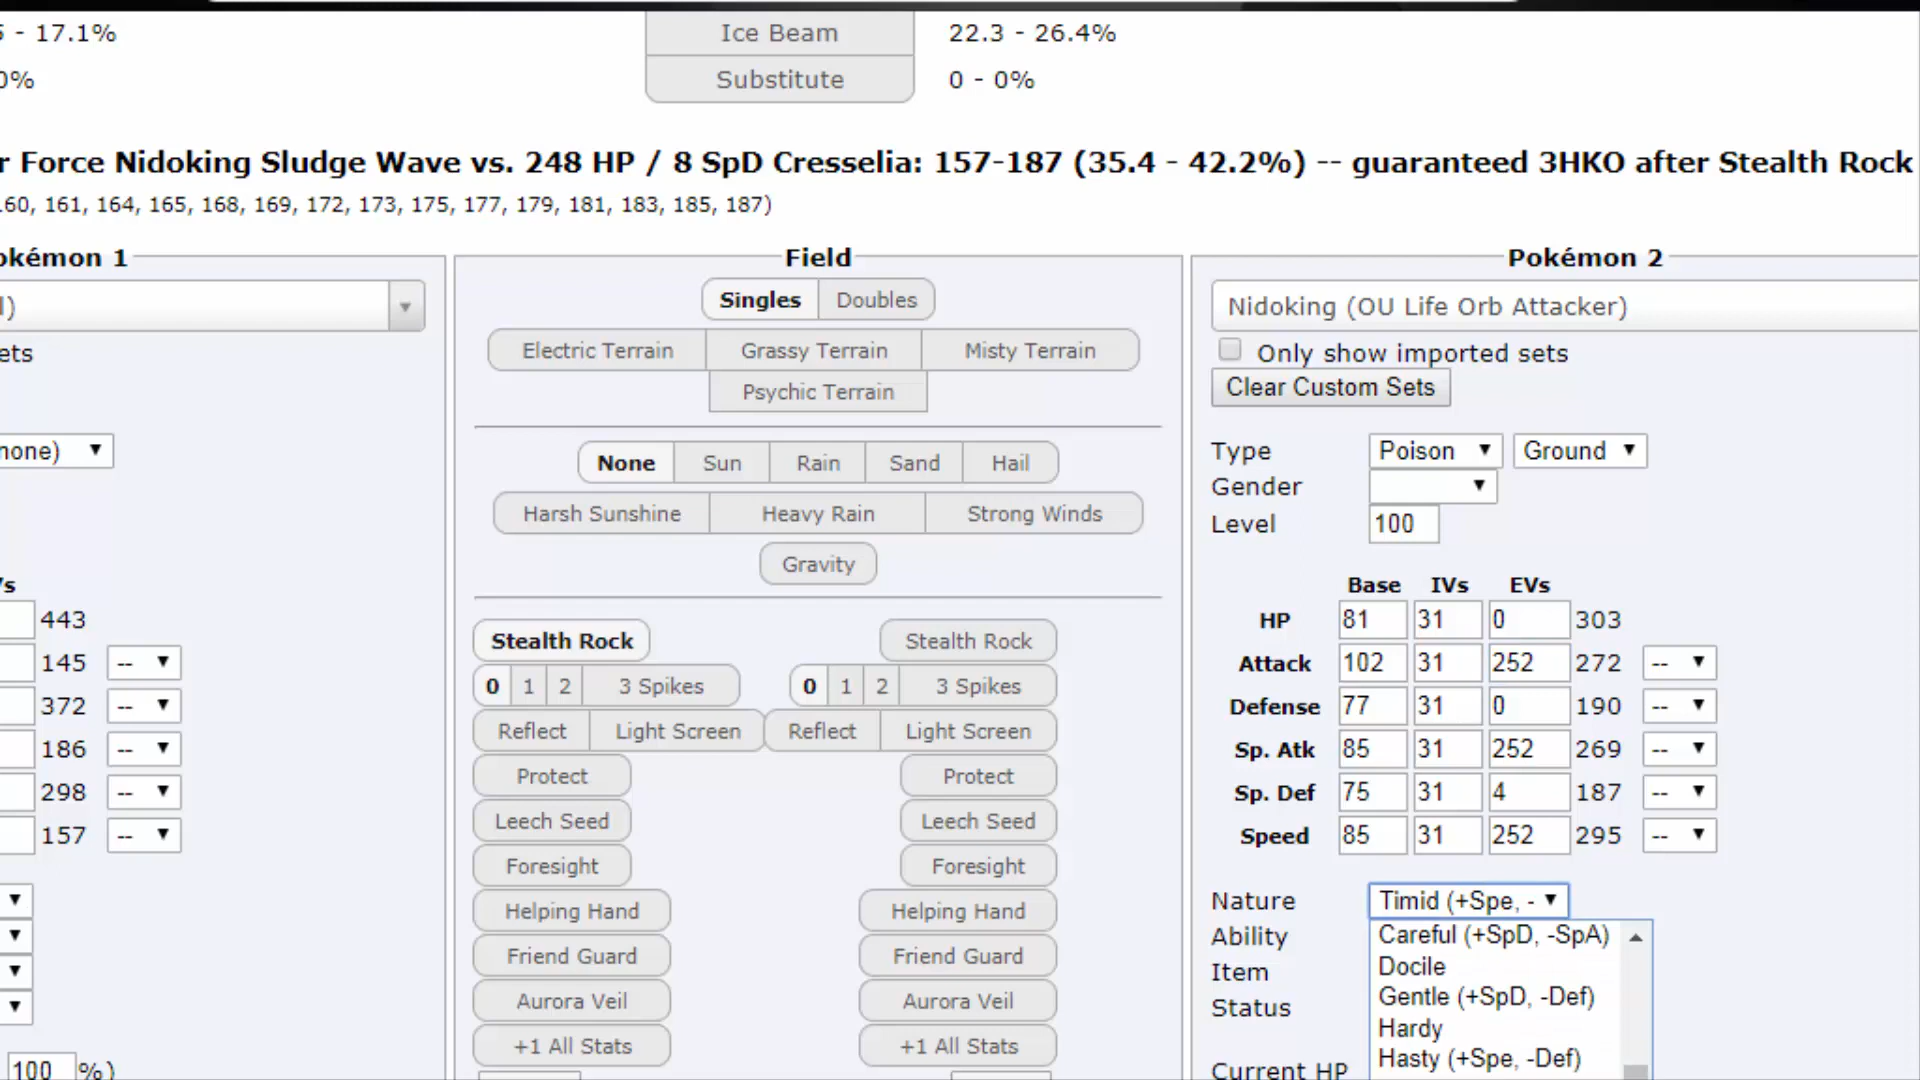 - 17.1%
Ice Beam
22.3 - 26.4%
0%
Substitute
0 - 0%
r Force Nidoking Sludge Wave vs. 248 HP / 8 SpD Cresselia: 157-187 (35.4 - 42.2%) -- guaranteed 3HKO after Stealth Rock
160, 161, 164, 165, 168, 169, 172, 173, 175, 177, 179, 181, 183, 185, 187)
okémon 1
Field
Pokémon 2
)
Singles
Doubles
Nidoking (OU Life Orb Attacker)
ets
Electric Terrain
Grassy Terrain
Misty Terrain
Only show imported sets
Psychic Terrain
Clear Custom Sets
none)
None
Sun
Rain
Sand
Hail
Type
Poison
Ground
Gender
Harsh Sunshine
Heavy Rain
Strong Winds
Level
100
Gravity
Vs
Base
IVs
EVs
443
HP
81
31
0
303
Stealth Rock
Stealth Rock
145
--
Attack
102
31
252
272
--
0
1
2
3 Spikes
0
1
2
3 Spikes
372
--
Defense
77
31
0
190
--
Reflect
Light Screen
Reflect
Light Screen
186
--
Sp. Atk
85
31
252
269
--
Protect
Protect
298
--
Sp. Def
75
31
4
187
--
Leech Seed
Leech Seed
157
--
Speed
85
31
252
295
--
Foresight
Foresight
Nature
Timid (+Spe, -
Helping Hand
Helping Hand
Ability
Careful (+SpD, -SpA)
Friend Guard
Friend Guard
Item
Docile
Gentle (+SpD, -Def)
Aurora Veil
Aurora Veil
Status
Hardy
+1 All Stats
+1 All Stats
Hasty (+Spe, -Def)
100
%)
Current HP